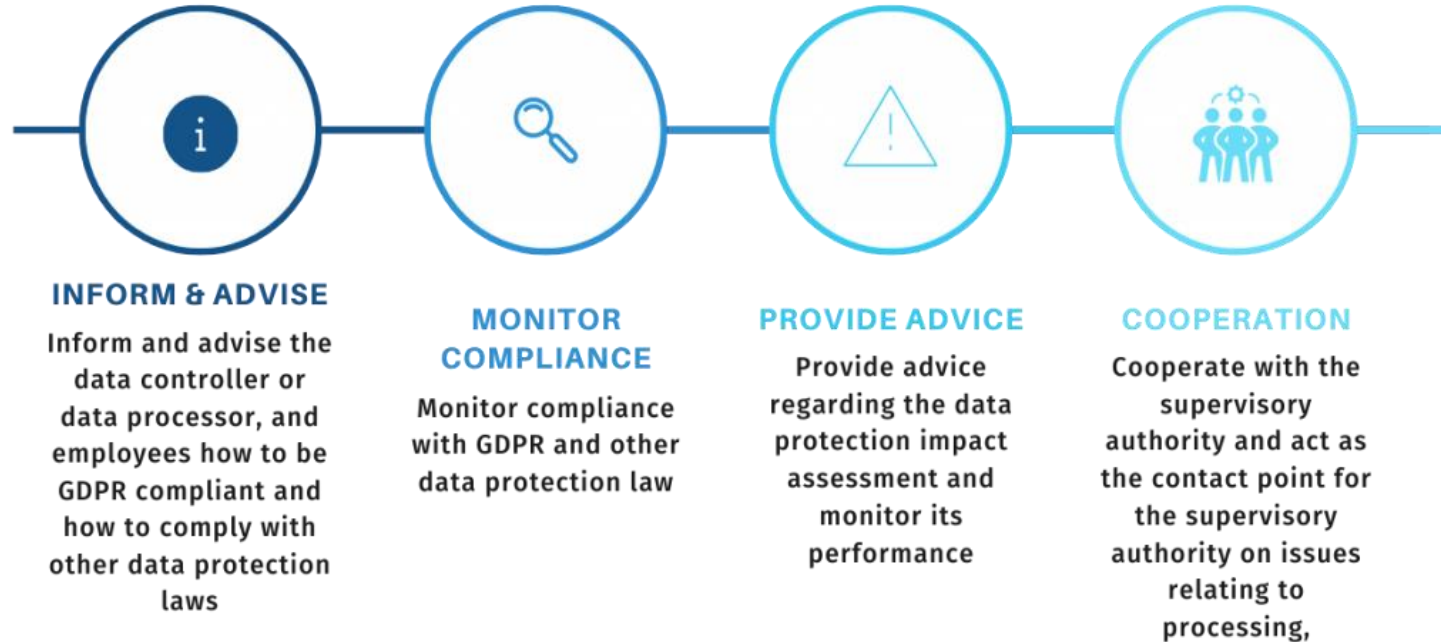 i
INFORM & ADVISE
Inform and advise the
data controller or
data processor, and
employees how to be
GDPR compliant and
how to comply with
other data protection
laws
MONITOR
COMPLIANCE
Monitor compliance
with GDPR and other
data protection law
!
PROVIDE ADVICE
Provide advice
regarding the data
protection impact
assessment and
monitor its
performance
COOPERATION
Cooperate with the
supervisory
authority and act as
the contact point for
the supervisory
authority on issues
relating to
processing,